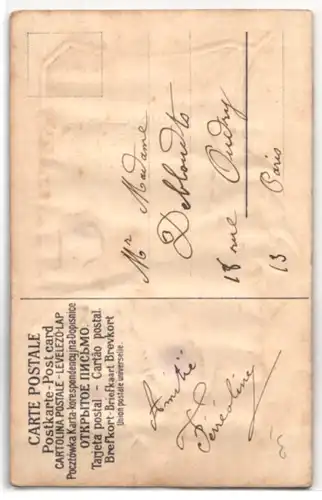 CARTE POSTALE
Postkarte-Post card
CARTOLINA POSTALE-LEVELEZŐ-LAP
Pocztówka Karta-korespondencyjna-Dopisnice
ОТКРЫТОЕ ПИСЬМО.
Tarjeta postal - Cartão postal.
Brefkort-Briefkaart Brevkort
Union postale universelle.
Amitié
Mr Madame
18 rue Oudry
13 Paris